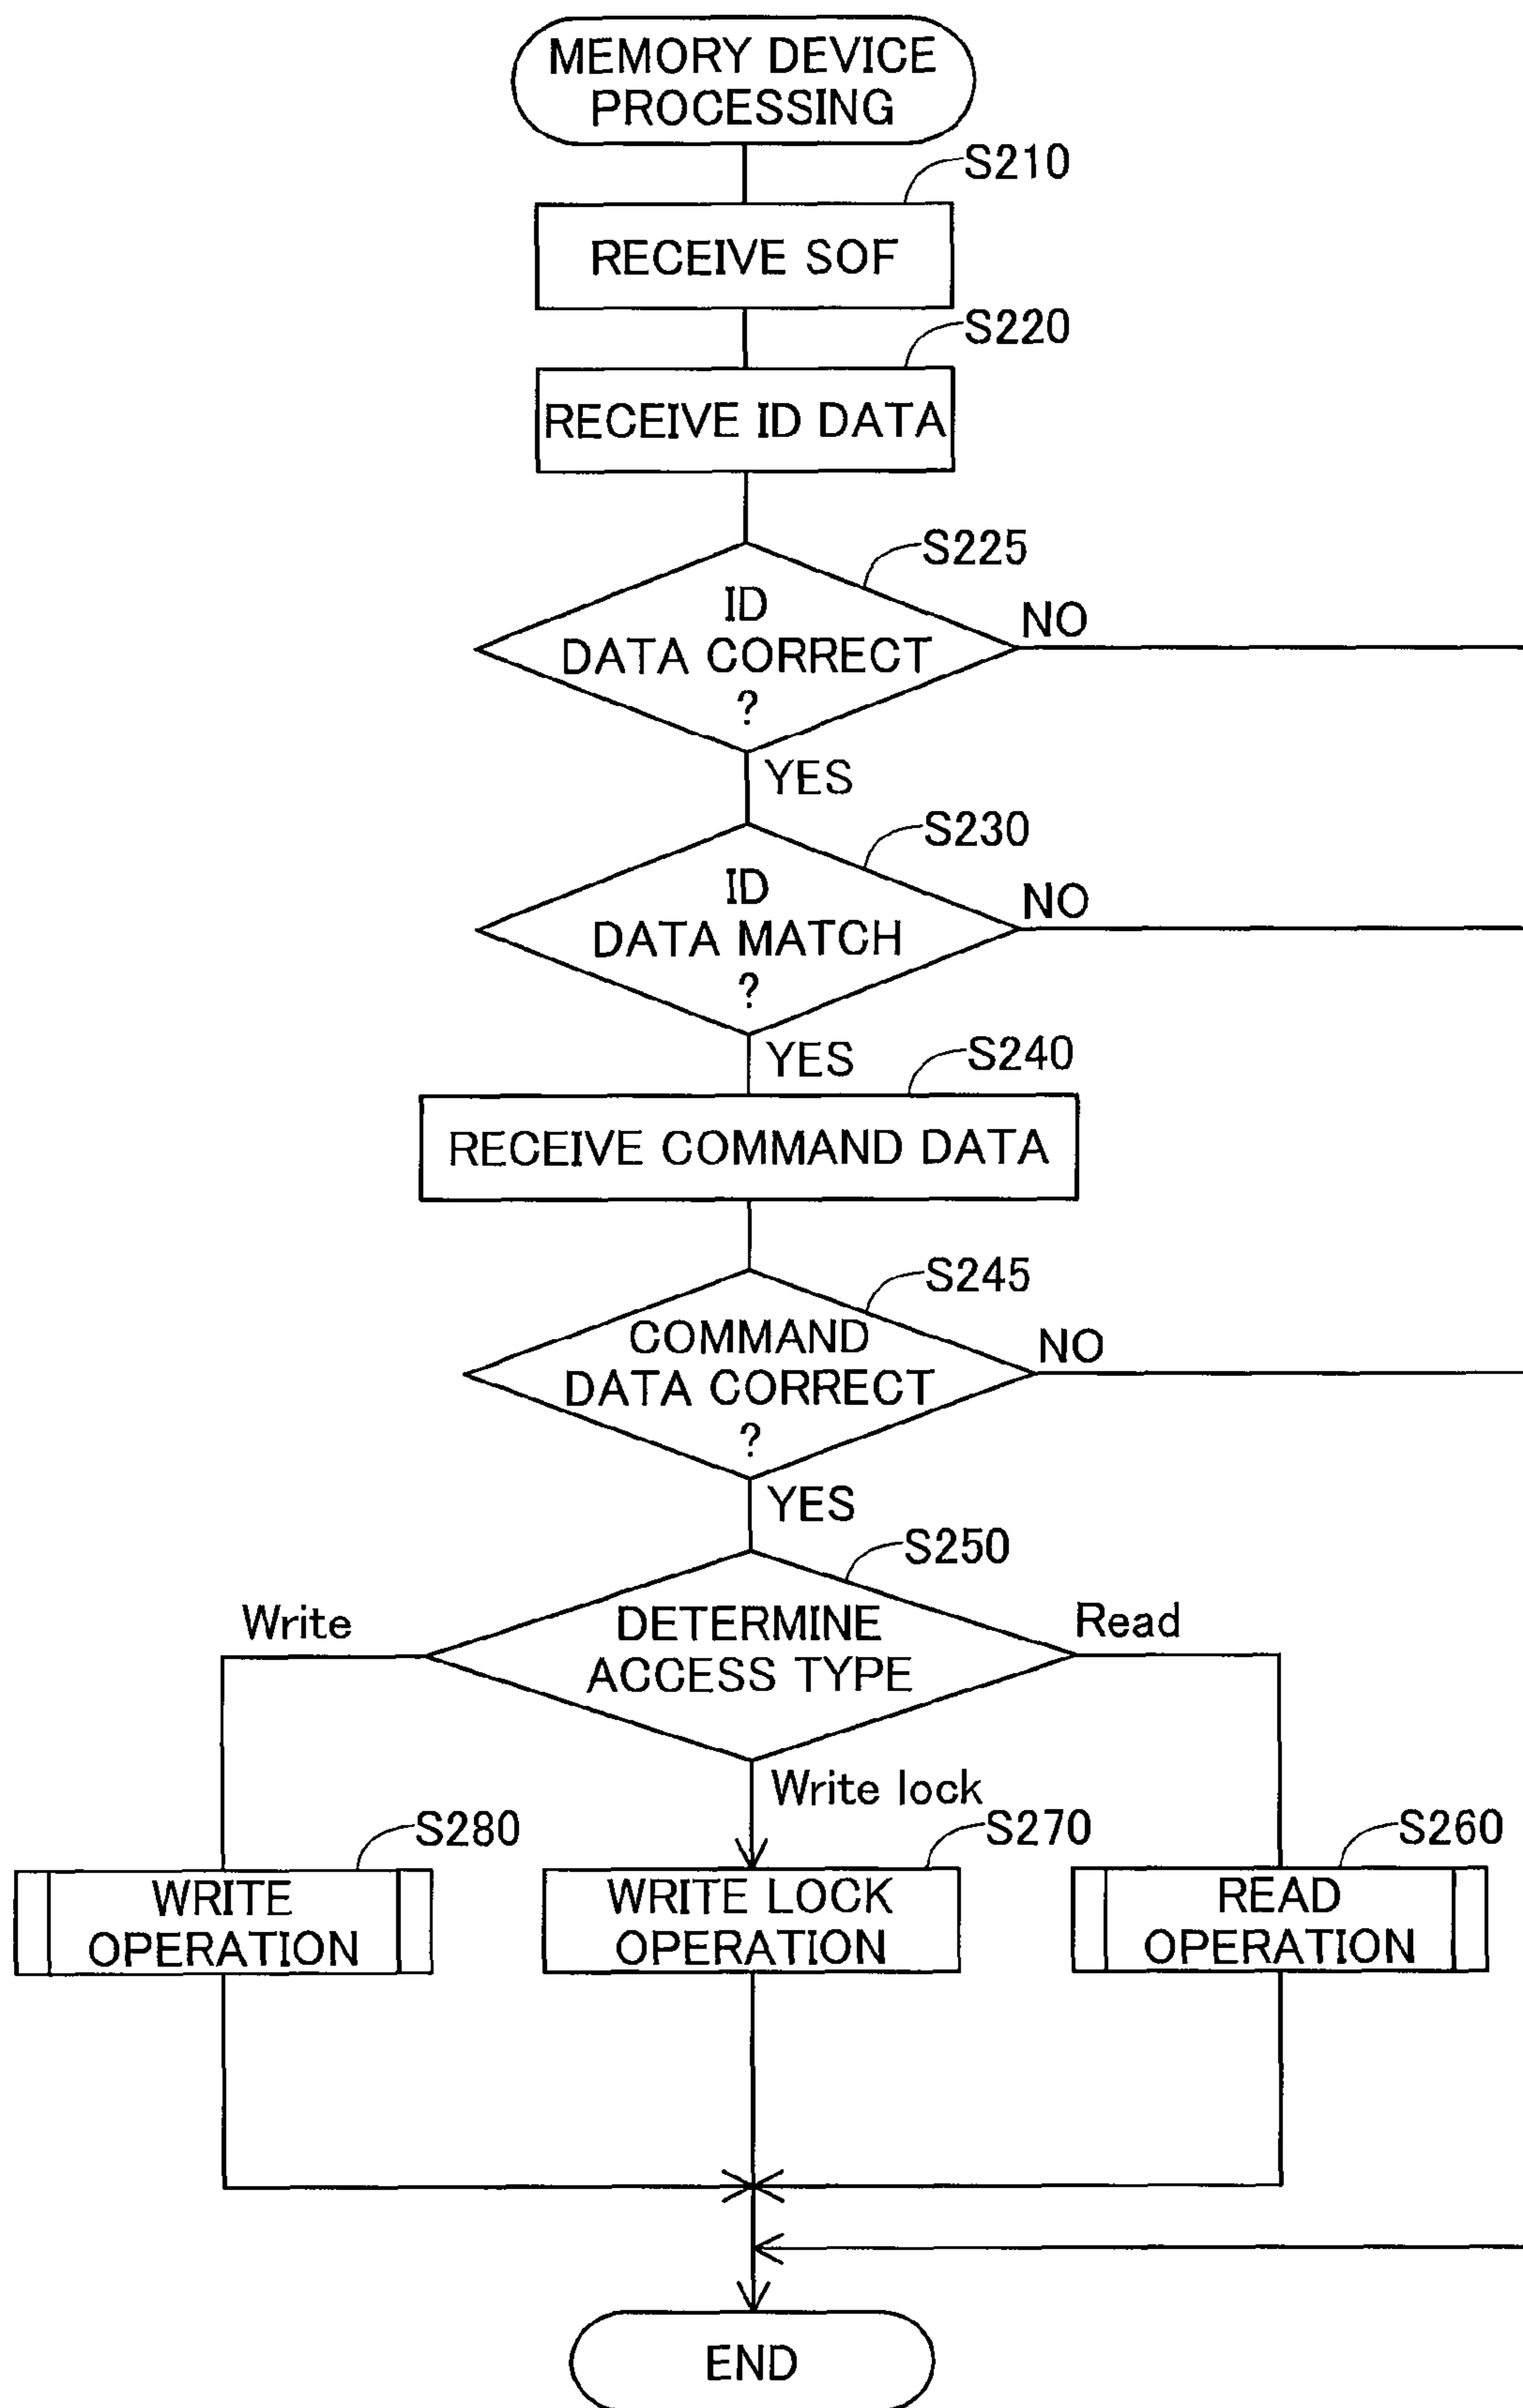 MEMORY DEVICE
PROCESSING
S210
RECEIVE SOF
S220
RECEIVE ID DATA
S225
ID
DATA CORRECT
?
NO
YES
S230
ID
DATA MATCH
?
NO
YES
S240
RECEIVE COMMAND DATA
S245
COMMAND
DATA CORRECT
?
NO
YES
S250
DETERMINE
ACCESS TYPE
Write
Read
Write lock
S280
WRITE
OPERATION
S270
WRITE LOCK
OPERATION
S260
READ
OPERATION
END